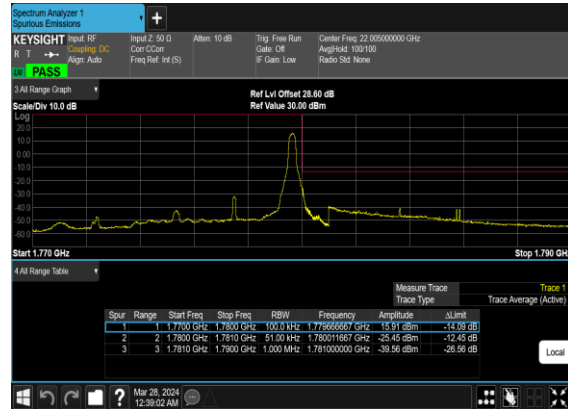 Spectrum Analyzer 1
Spurious Emissions
KEYSIGHT Input: RF Input Z: 50 Ω Atten: 10 dB Trig: Free Run Center Freq: 22.005000000 GHz
R T Coupling: DC Corr CCorr Gate: Off Avg|Hold: 100/100
Align: Auto Freq Ref: Int (S) IF Gain: Low Radio Std: None
PASS
3 All Range Graph
Ref Lvl Offset 28.60 dB
Scale/Div 10.0 dB Ref Value 30.00 dBm
Log
20.0
10.0
0.00
-10.0
-20.0
-30.0
-40.0
-50.0
-60.0
Start 1.770 GHz Stop 1.790 GHz
4 All Range Table
Measure Trace Trace 1
Trace Type Trace Average (Active)
Spur Range Start Freq Stop Freq RBW Frequency Amplitude ΔLimit
1 1 1.7700 GHz 1.7800 GHz 100.0 kHz 1.779666667 GHz 15.91 dBm -14.09 dB
2 2 1.7800 GHz 1.7810 GHz 51.00 kHz 1.780011667 GHz -25.45 dBm -12.45 dB
3 3 1.7810 GHz 1.7900 GHz 1.000 MHz 1.781000000 GHz -39.56 dBm -26.56 dB
Local
Mar 28, 2024
12:39:02 AM